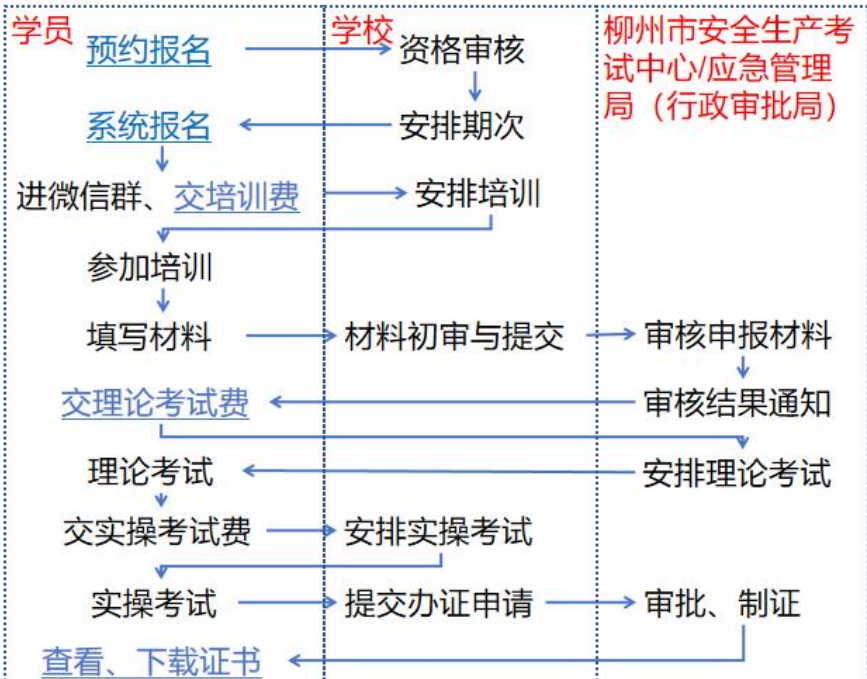 学员
学校
柳州市安全生产考
试中心/应急管理
局（行政审批局）
预约报名
资格审核
系统报名
安排期次
进微信群、交培训费
安排培训
参加培训
填写材料
材料初审与提交
审核申报材料
交理论考试费
审核结果通知
理论考试
安排理论考试
交实操考试费
安排实操考试
实操考试
提交办证申请
审批、制证
查看、下载证书